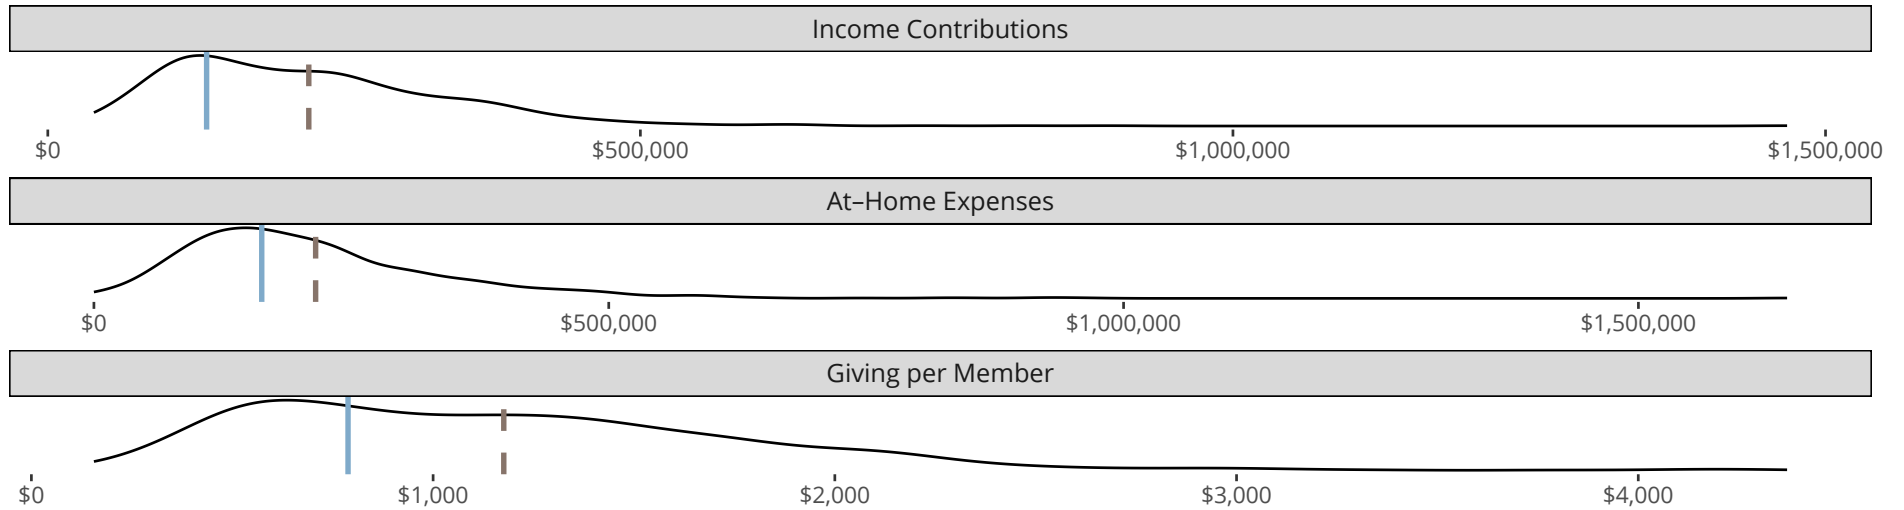 Income Contributions
$0 $500,000 $1,000,000 $1,500,000
At–Home Expenses
$0 $500,000 $1,000,000 $1,500,000
Giving per Member
$0 $1,000 $2,000 $3,000 $4,000